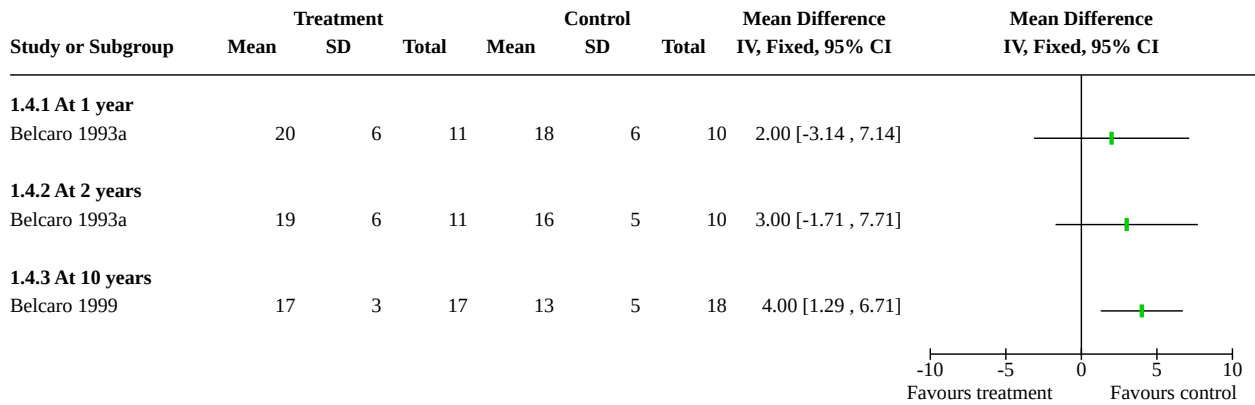 Treatment Control Mean Difference Mean Difference
Study or Subgroup Mean SD Total Mean SD Total IV, Fixed, 95% CI IV, Fixed, 95% CI
1.4.1 At 1 year
Belcaro 1993a 20 6 11 18 6 10 2.00 [-3.14 , 7.14]
1.4.2 At 2 years
Belcaro 1993a 19 6 11 16 5 10 3.00 [-1.71 , 7.71]
1.4.3 At 10 years
Belcaro 1999 17 3 17 13 5 18 4.00 [1.29 , 6.71]
-10 -5 0 5 10
Favours treatment Favours control